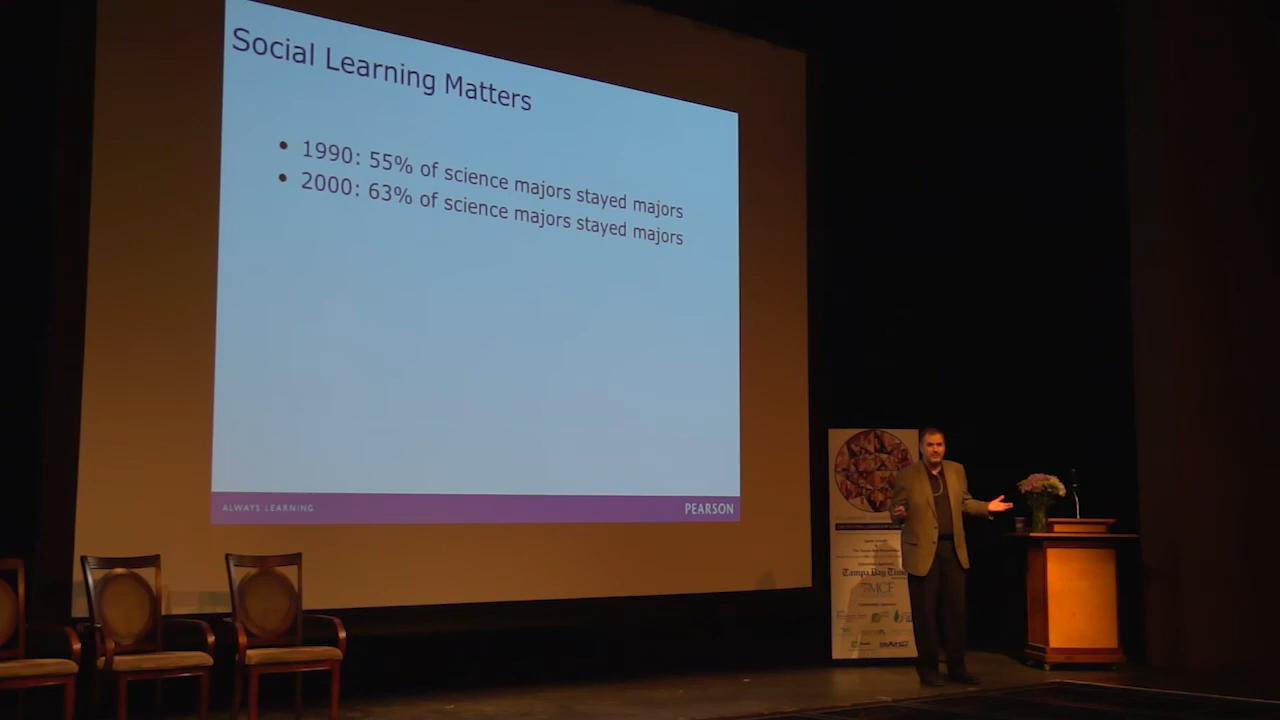 Social Learning Matters
• 1990: 55% of science majors stayed majors
• 2000: 63% of science majors stayed majors
ALWAYS LEARNING
PEARSON
Tampa Bay Times
MCF